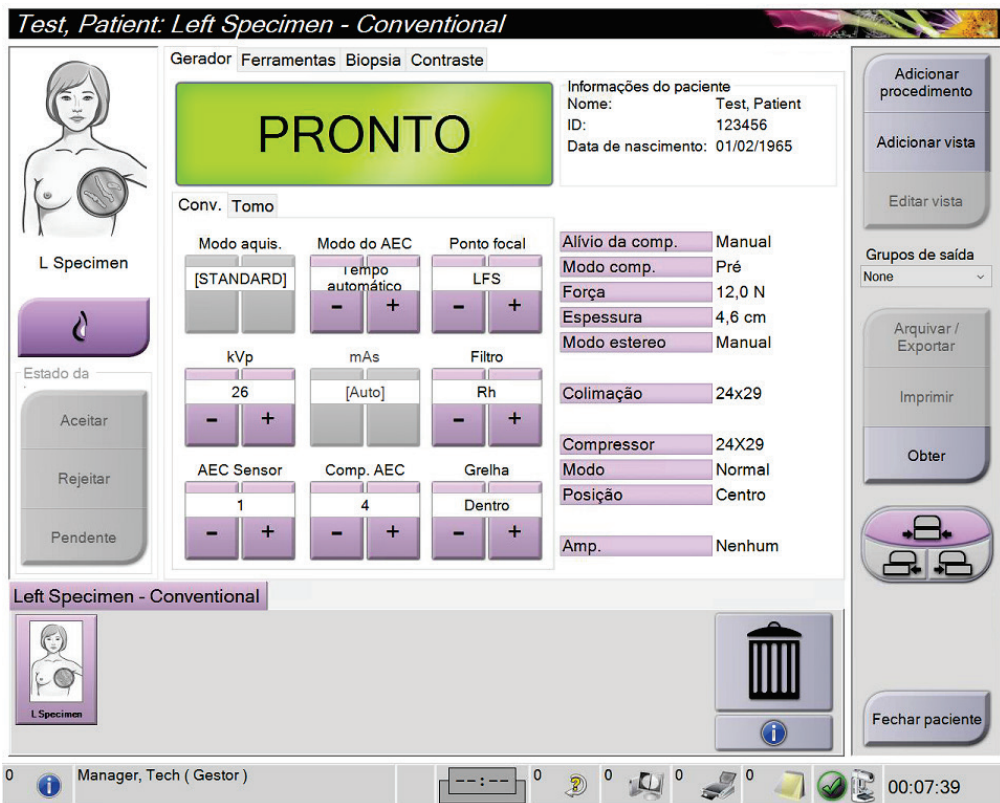 Test, Patient: Left Specimen - Conventional
L Specimen
Estado da
Aceitar
Rejeitar
Pendente
Gerador Ferramentas Biopsia Contraste
PRONTO
Informações do paciente
Nome: Test, Patient
ID: 123456
Data de nascimento: 01/02/1965
Conv. Tomo
Modo aquis. Modo do AEC Ponto focal
[STANDARD] Tempo automático LFS
- + - +
kVp mAs Filtro
26 [Auto] Rh
- + - +
AEC Sensor Comp. AEC Grelha
1 4 Dentro
- + - + - +
Alívio da comp. Manual
Modo comp. Pré
Força 12,0 N
Espessura 4,6 cm
Modo estereo Manual
Colimação 24x29
Compressor 24X29
Modo Normal
Posição Centro
Amp. Nenhum
Adicionar
procedimento
Adicionar vista
Editar vista
Grupos de saída
None
Arquivar /
Exportar
Imprimir
Obter
Fechar paciente
Left Specimen - Conventional
L Specimen
0 Manager, Tech ( Gestor ) --:-- 0 0 0 0 00:07:39